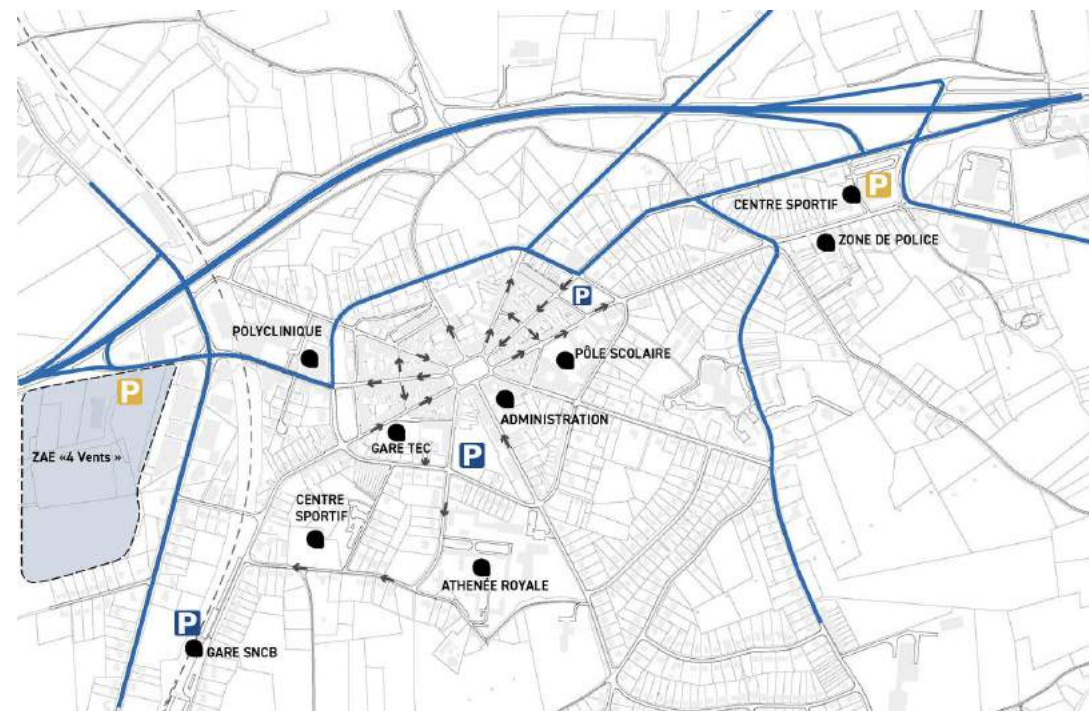 CENTRE SPORTIF
P
ZONE DE POLICE
P
POLYCLINIQUE
PÔLE SCOLAIRE
P
ADMINISTRATION
GARE TEC
P
ZAE «4 Vents »
CENTRE
SPORTIF
ATHENÉE ROYALE
P
GARE SNCB